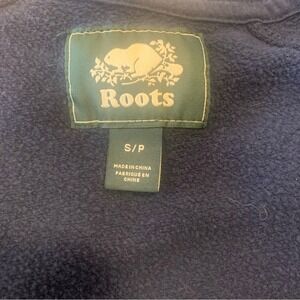 Roots
S/P
MADE IN CHINA
FABRIQUÉ EN
CHINE